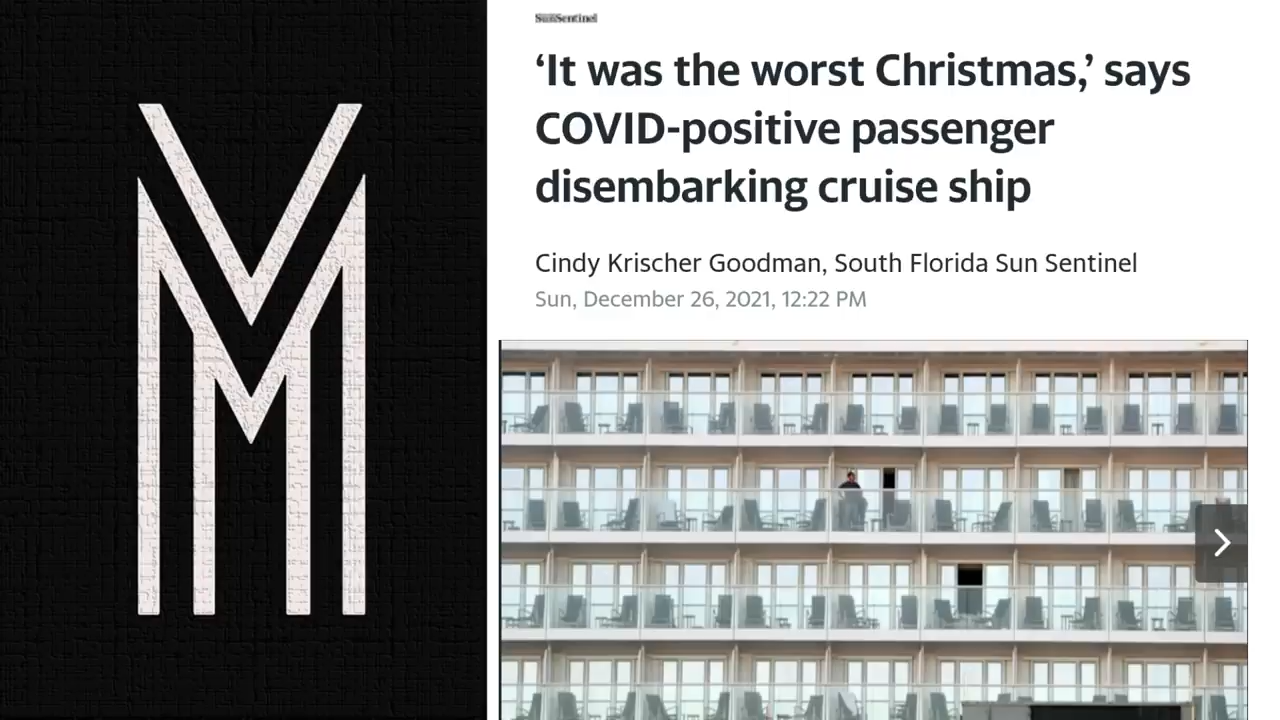 SunSentinel
‘It was the worst Christmas,’ says
COVID-positive passenger
disembarking cruise ship
Cindy Krischer Goodman, South Florida Sun Sentinel
Sun, December 26, 2021, 12:22 PM